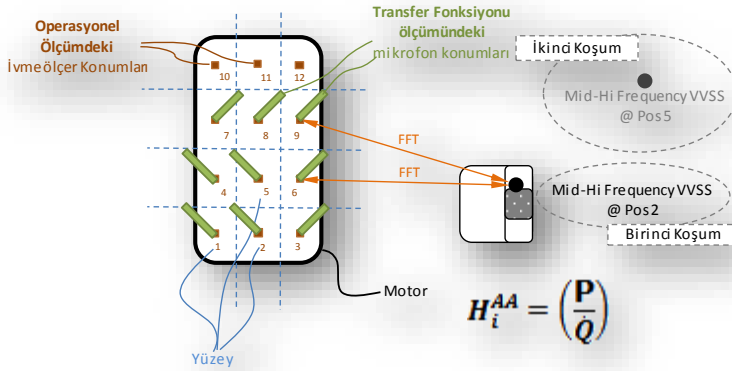 Operasyonel
Ölçümdeki
İvmeölçer Konumları
Transfer Fonksiyonu
ölçümündeki
mikrofon konumları
İkinci Koşum
Mid-Hi Frequency VVSS
@ Pos5
10
11
12
7
8
9
FFT
FFT
4
5
6
Mid-Hi Frequency VVSS
@ Pos2
Birinci Koşum
1
2
3
Motor
H_i^{AA} = (P/Q̇)
Yüzey